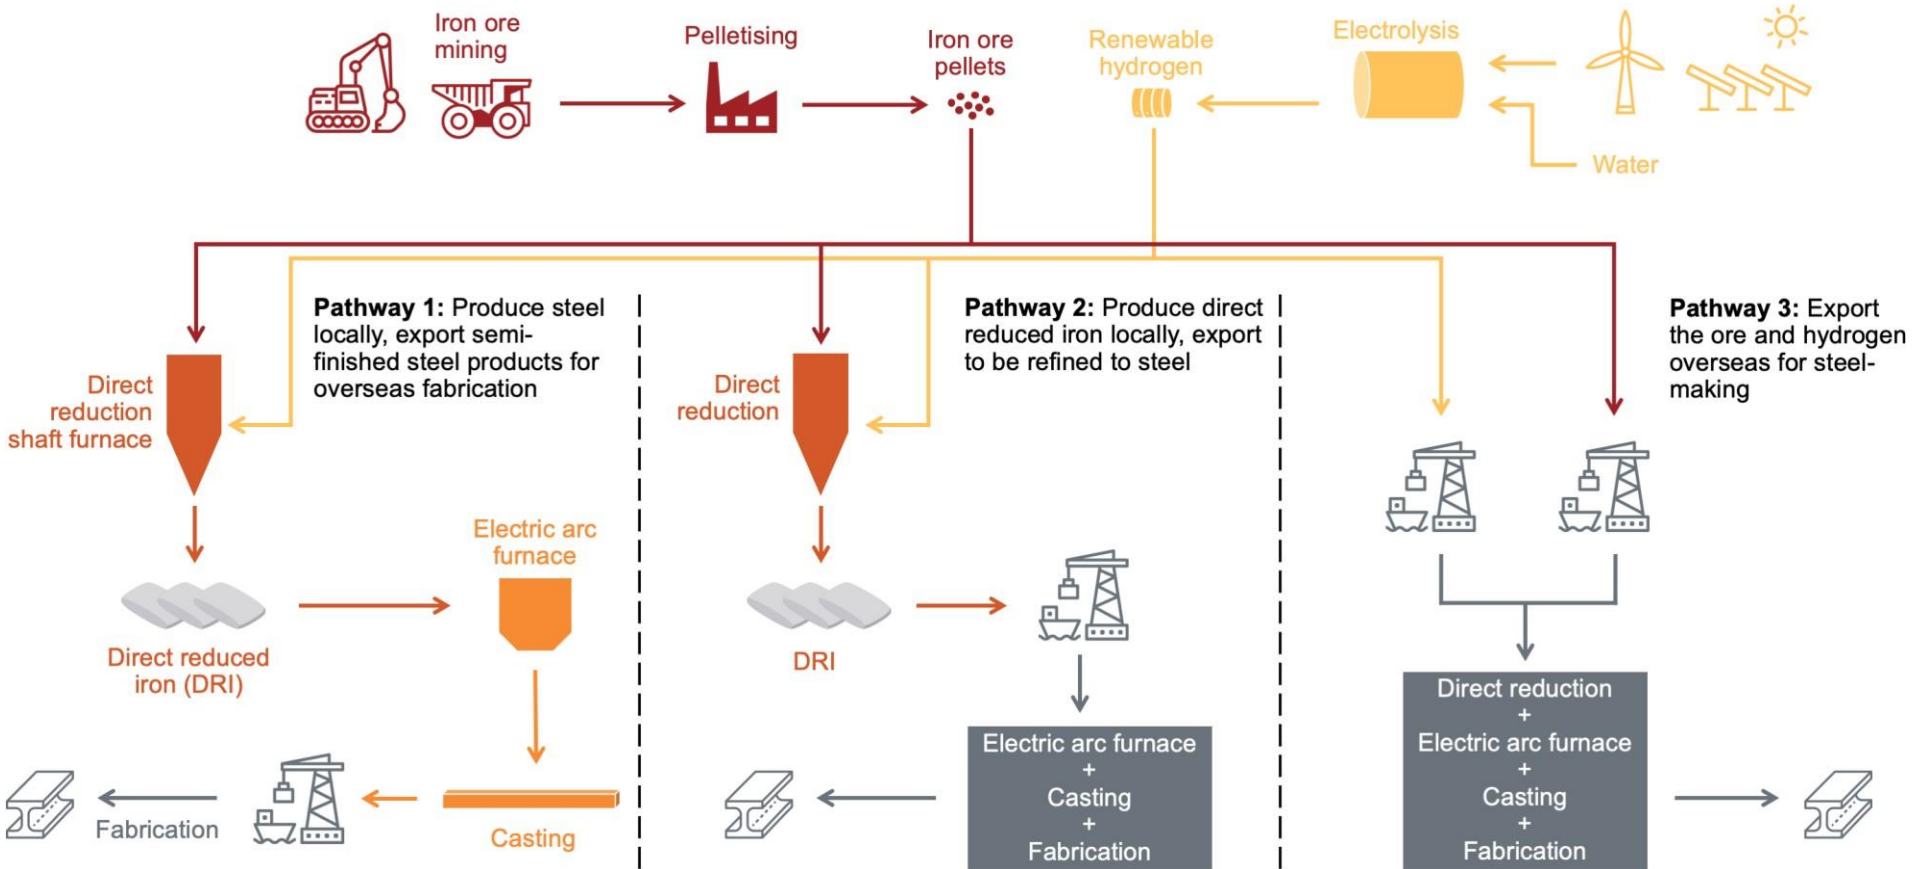 Iron ore
mining
Pelletising
Iron ore
pellets
Renewable
hydrogen
Electrolysis
Water
Pathway 1: Produce steel
locally, export semi-
finished steel products for
overseas fabrication
Direct
reduction
shaft furnace
Direct reduced
iron (DRI)
Electric arc
furnace
Casting
Fabrication
Pathway 2: Produce direct
reduced iron locally, export
to be refined to steel
Direct
reduction
DRI
Electric arc furnace
+
Casting
+
Fabrication
Pathway 3: Export
the ore and hydrogen
overseas for steel-
making
Direct reduction
+
Electric arc furnace
+
Casting
+
Fabrication